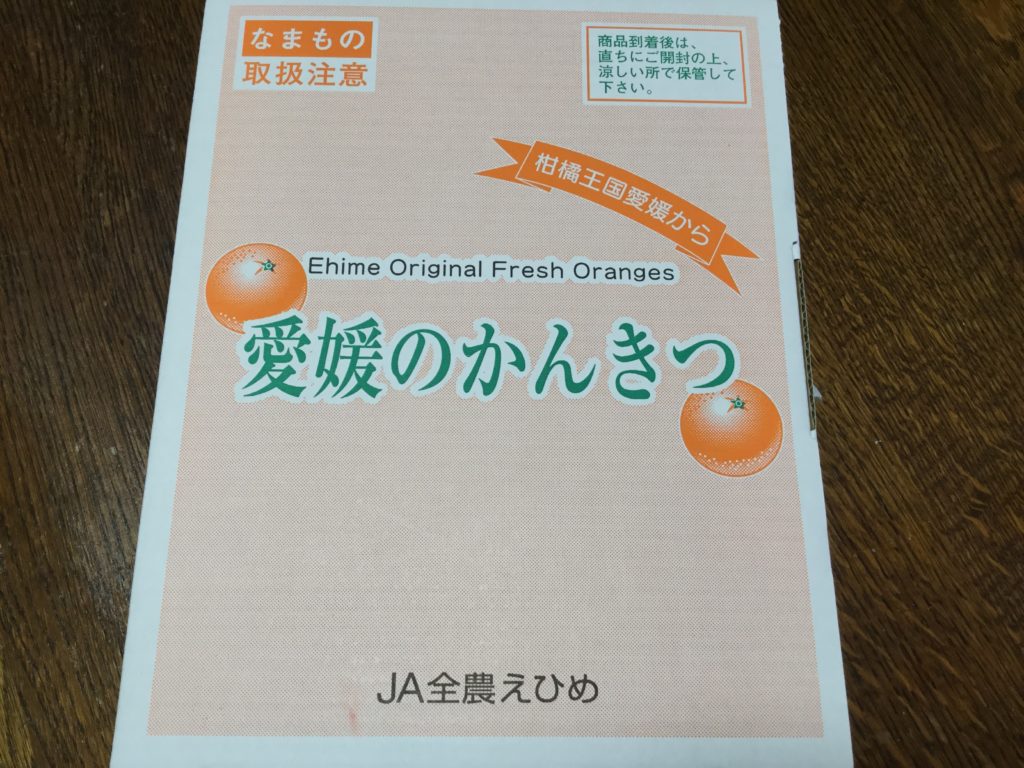 なまもの
取扱注意
商品到着後は、
直ちにご開封の上、
涼しい所で保管して
下さい。
柑橘王国愛媛から
Ehime Original Fresh Oranges
愛媛のかんきつ
JA全農えひめ